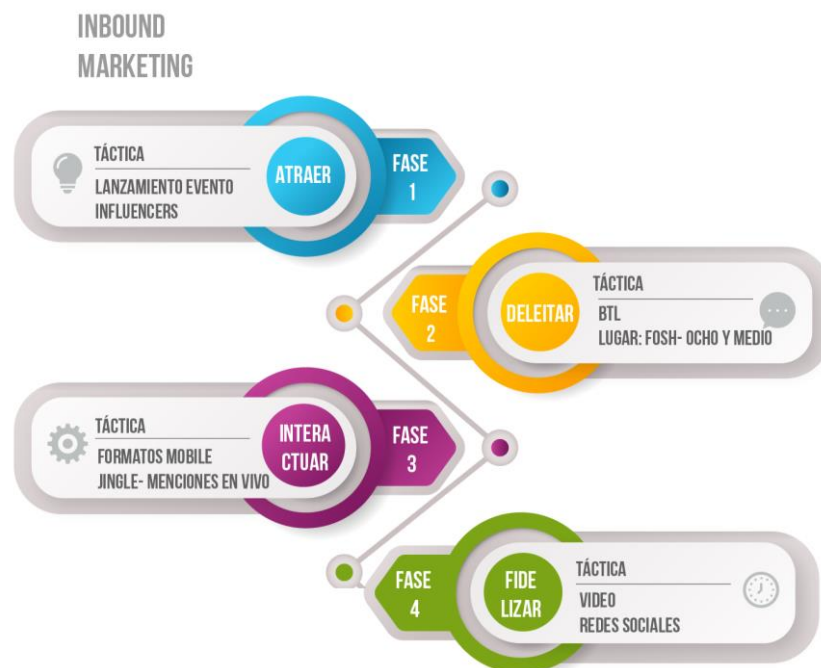 INBOUND
MARKETING
TÁCTICA
LANZAMIENTO EVENTO
INFLUENCERS
ATRAER
FASE
1
FASE
2
DELEITAR
TÁCTICA
BTL
LUGAR: FOSH- OCHO Y MEDIO
TÁCTICA
FORMATOS MOBILE
JINGLE- MENCIONES EN VIVO
INTERA
CTUAR
FASE
3
FASE
4
FIDE
LIZAR
TÁCTICA
VIDEO
REDES SOCIALES